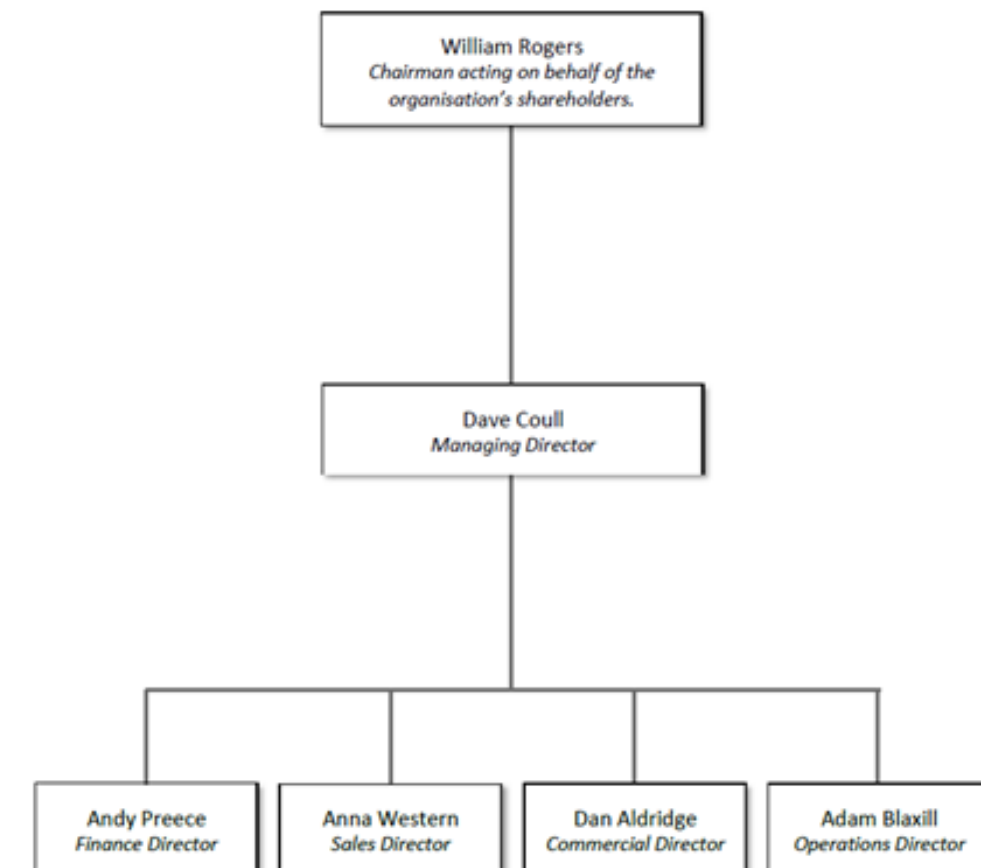 William Rogers
Chairman acting on behalf of the
organisation's shareholders.
Dave Coull
Managing Director
Andy Preece
Finance Director
Anna Western
Sales Director
Dan Aldridge
Commercial Director
Adam Blaxill
Operations Director